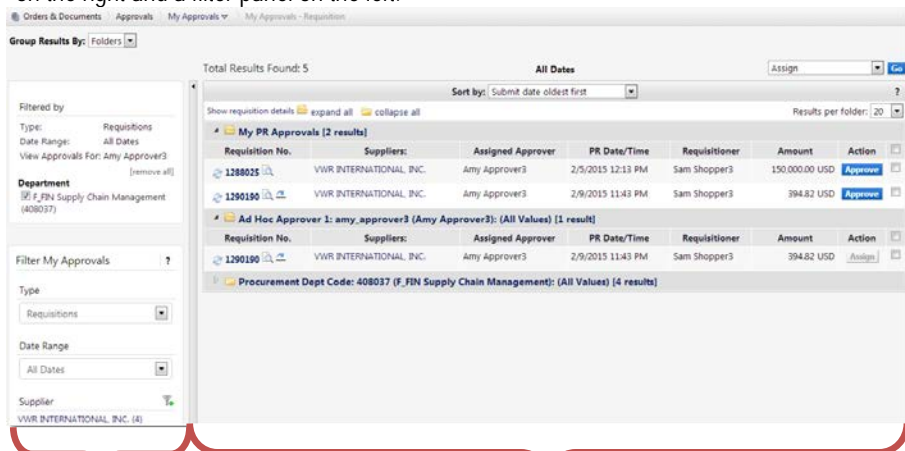 on the right and a filter panel on the left.
Orders & Documents Approvals My Approvals My Approvals - Requisition
Group Results By: Folders
Total Results Found: 5 All Dates Assign Go
Sort by: Submit date oldest first ?
Show requisition details expand all collapse all Results per folder: 20
Filtered by
Type: Requisitions
Date Range: All Dates
View Approvals For: Amy Approver3
[remove all]
Department
F_FIN Supply Chain Management
(408037)
Filter My Approvals ?
Type
Requisitions
Date Range
All Dates
Supplier
VWR INTERNATIONAL, INC. (4)
My PR Approvals [2 results]
Requisition No. Suppliers: Assigned Approver PR Date/Time Requisitioner Amount Action
1288025 VWR INTERNATIONAL, INC. Amy Approver3 2/5/2015 12:13 PM Sam Shopper3 150,000.00 USD Approve
1290190 VWR INTERNATIONAL, INC. Amy Approver3 2/9/2015 11:43 PM Sam Shopper3 394.82 USD Approve
Ad Hoc Approver 1: amy_approver3 (Amy Approver3): (All Values) [1 result]
Requisition No. Suppliers: Assigned Approver PR Date/Time Requisitioner Amount Action
1290190 VWR INTERNATIONAL, INC. Amy Approver3 2/9/2015 11:43 PM Sam Shopper3 394.82 USD Assign
Procurement Dept Code: 408037 (F_FIN Supply Chain Management): (All Values) [4 results]